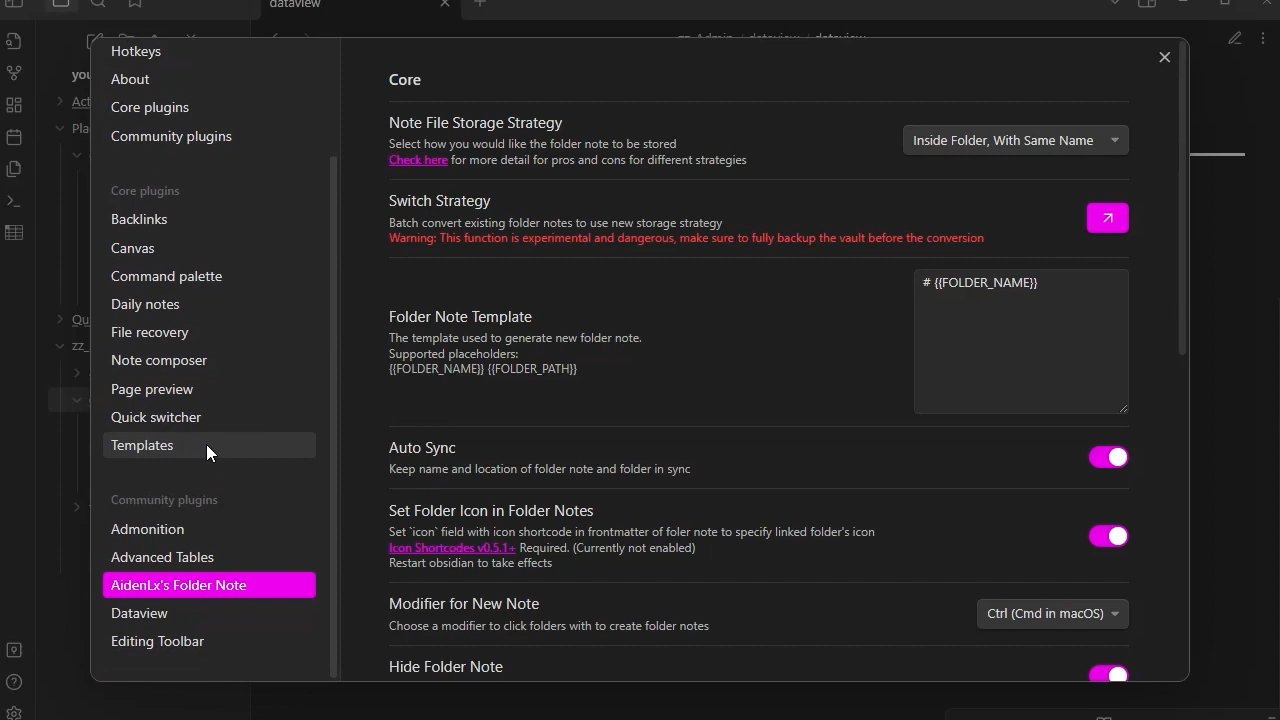 dataview
Hotkeys
About
Core plugins
Community plugins
Core plugins
Backlinks
Canvas
Command palette
Daily notes
File recovery
Note composer
Page preview
Quick switcher
Templates
Community plugins
Admonition
Advanced Tables
AidenLx's Folder Note
Dataview
Editing Toolbar
you
Act
Pla
Qu
zz_
Core
Note File Storage Strategy
Select how you would like the folder note to be stored
Check here for more detail for pros and cons for different strategies
Inside Folder, With Same Name
Switch Strategy
Batch convert existing folder notes to use new storage strategy
Warning: This function is experimental and dangerous, make sure to fully backup the vault before the conversion
Folder Note Template
The template used to generate new folder note.
Supported placeholders:
{{FOLDER_NAME}} {{FOLDER_PATH}}
# {{FOLDER_NAME}}
Auto Sync
Keep name and location of folder note and folder in sync
Set Folder Icon in Folder Notes
Set `icon` field with icon shortcode in frontmatter of foler note to specify linked folder's icon
Icon Shortcodes v0.5.1+ Required. (Currently not enabled)
Restart obsidian to take effects
Modifier for New Note
Choose a modifier to click folders with to create folder notes
Ctrl (Cmd in macOS)
Hide Folder Note